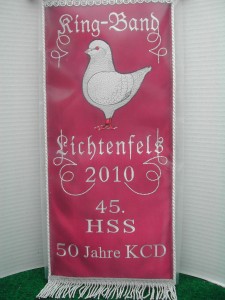 King-Band
Lichtenfels
2010
45.
HSS
50 Jahre KCD